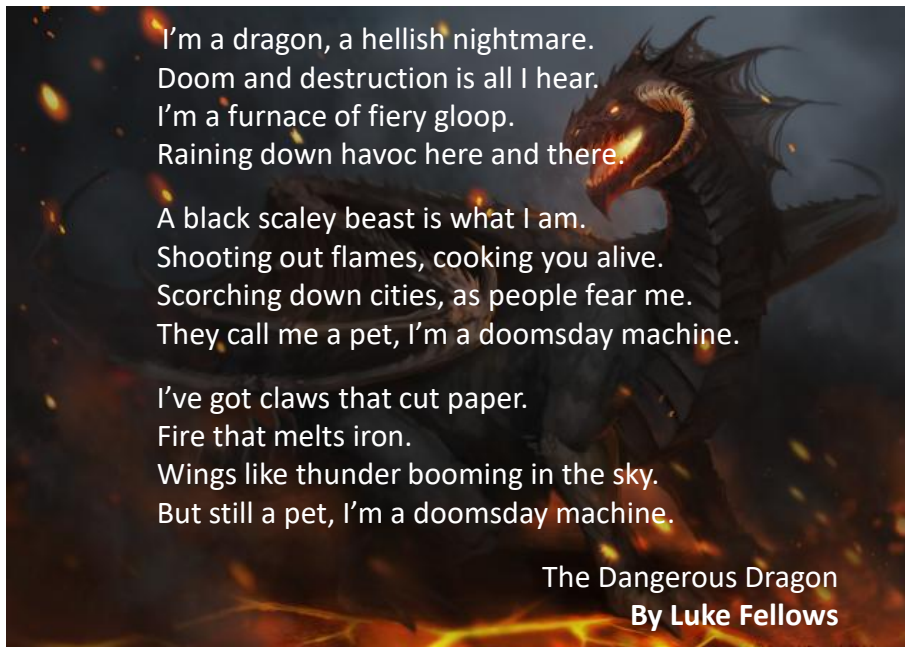 I’m a dragon, a hellish nightmare.
Doom and destruction is all I hear.
I’m a furnace of fiery gloop.
Raining down havoc here and there.
A black scaley beast is what I am.
Shooting out flames, cooking you alive.
Scorching down cities, as people fear me.
They call me a pet, I’m a doomsday machine.
I’ve got claws that cut paper.
Fire that melts iron.
Wings like thunder booming in the sky.
But still a pet, I’m a doomsday machine.
The Dangerous Dragon
By Luke Fellows